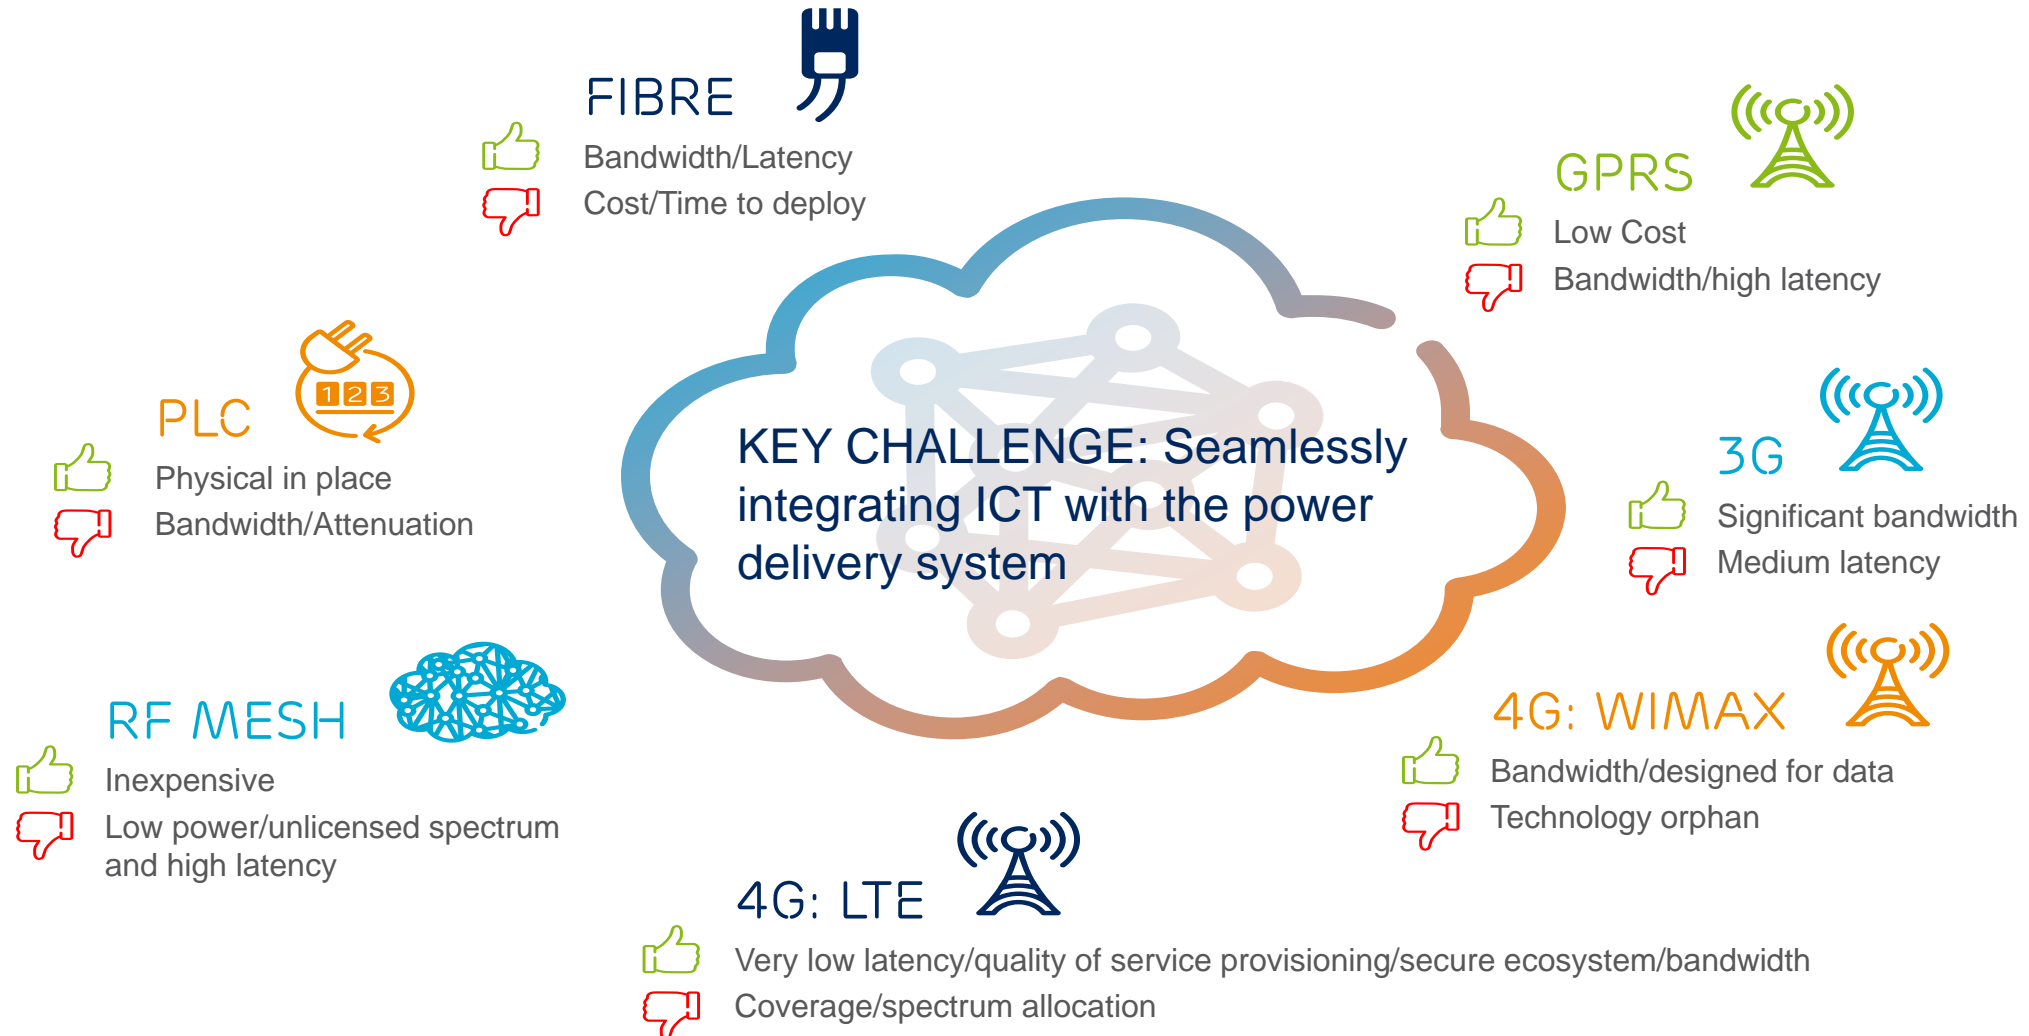 FIBRE
Bandwidth/Latency
Cost/Time to deploy
GPRS
Low Cost
Bandwidth/high latency
PLC
123
Physical in place
Bandwidth/Attenuation
KEY CHALLENGE: Seamlessly
integrating ICT with the power
delivery system
3G
Significant bandwidth
Medium latency
RF MESH
Inexpensive
Low power/unlicensed spectrum
and high latency
4G: WIMAX
Bandwidth/designed for data
Technology orphan
4G: LTE
Very low latency/quality of service provisioning/secure ecosystem/bandwidth
Coverage/spectrum allocation